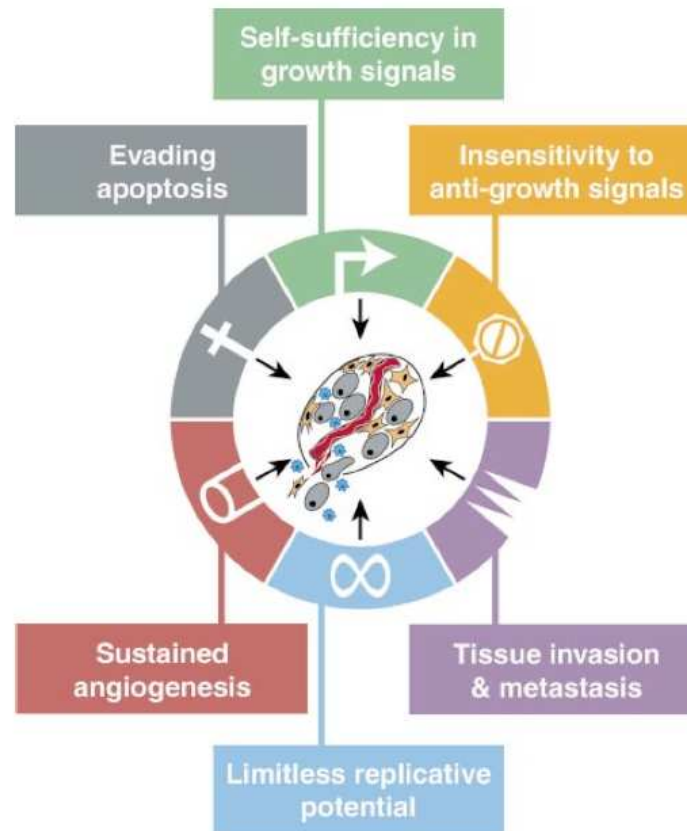 Self-sufficiency in
growth signals
Evading
apoptosis
Insensitivity to
anti-growth signals
Sustained
angiogenesis
Tissue invasion
& metastasis
Limitless replicative
potential